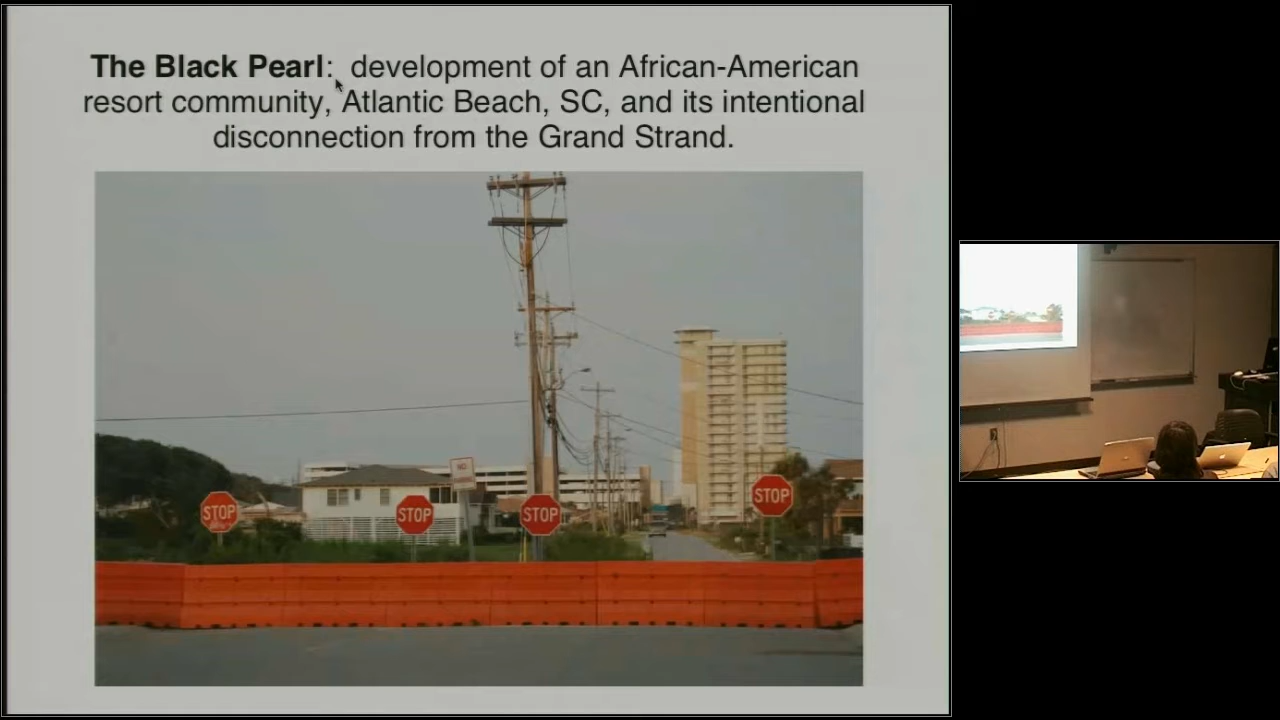 The Black Pearl: development of an African-American
resort community, Atlantic Beach, SC, and its intentional
disconnection from the Grand Strand.
STOP
STOP
STOP
STOP